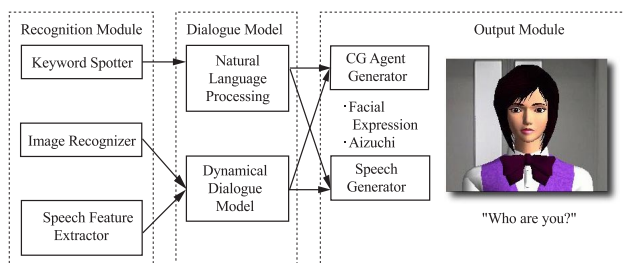 Recognition Module
Keyword Spotter
Image Recognizer
Speech Feature
Extractor
Dialogue Model
Natural
Language
Processing
Dynamical
Dialogue
Model
Output Module
CG Agent
Generator
・Facial
Expression
・Aizuchi
Speech
Generator
"Who are you?"